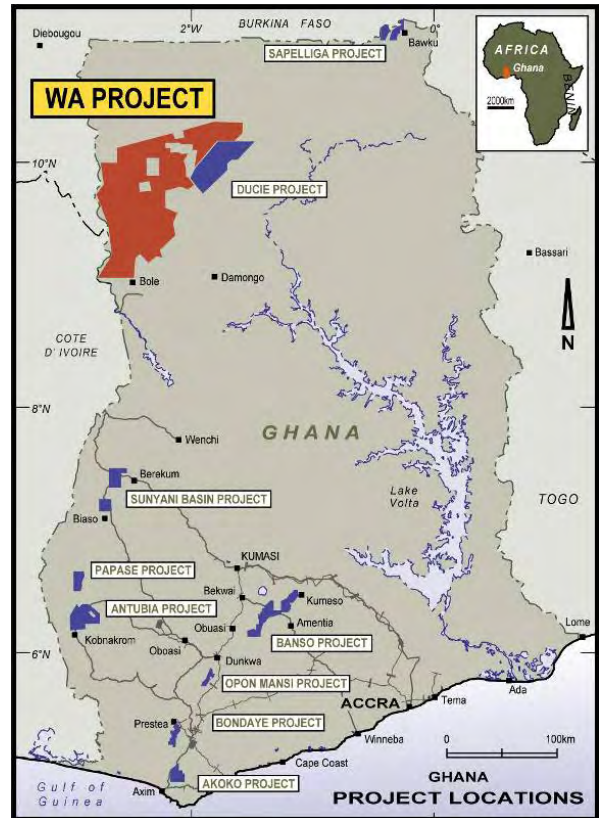 BURKINA FASO
2°W
0°
Diebougou
Bawku
SAPELLIGA PROJECT
AFRICA
Ghana
BENIN
2000km
WA PROJECT
10°N
DUCIE PROJECT
Bassari
Bole
Damongo
N
COTE
D' IVOIRE
8°N
GHANA
Wenchi
Berekum
SUNYANI BASIN PROJECT
Lake
Volta
TOGO
Biaso
KUMASI
PAPASE PROJECT
Bekwai
Kumeso
ANTUBIA PROJECT
Obuasi
Amentia
Kobnakrom
Oboasi
BANSO PROJECT
Lome
6°N
Dunkwa
OPON MANSI PROJECT
Ada
ACCRA
Tema
Prestea
BONDAYE PROJECT
Winneba
0
100km
Cape Coast
AKOKO PROJECT
Gulf of
Guinea
Axim
GHANA
PROJECT LOCATIONS